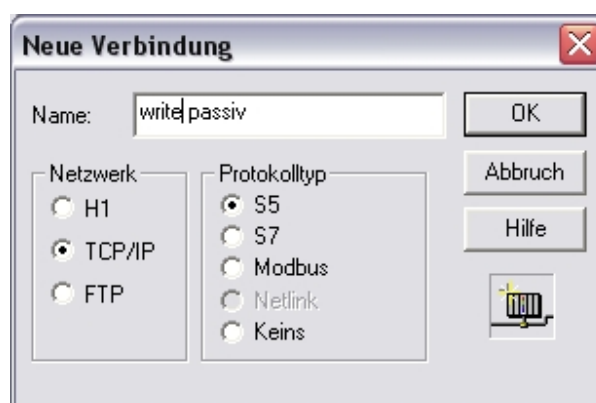 Neue Verbindung
Name: write passiv
OK
Netzwerk
H1
TCP/IP
FTP
Protokolltyp
S5
S7
Modbus
Netlink
Keins
Abbruch
Hilfe